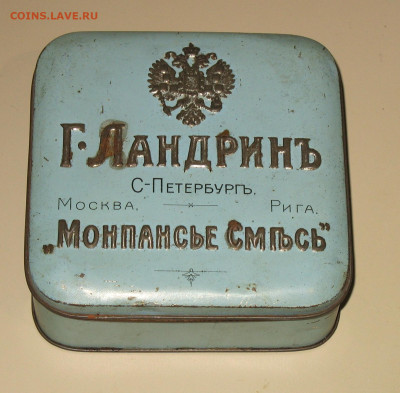 COINS.LAVE.RU
Г. ЛАНДРИНЪ
С-ПЕТЕРБУРГЪ.
МОСКВА. РИГА.
„МОНПАНСЬЕ СМѢСЬ"